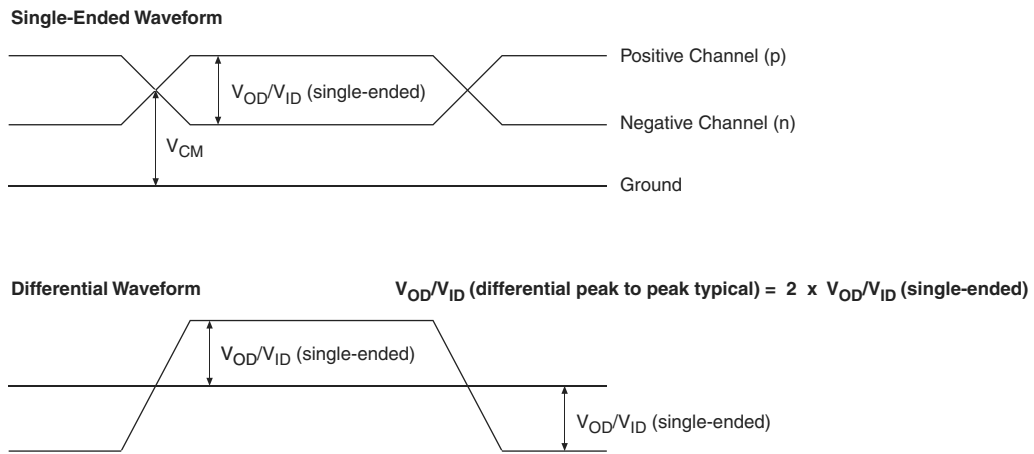 Single-Ended Waveform
Positive Channel (p)
VOD/VID (single-ended)
Negative Channel (n)
VCM
Ground
Differential Waveform
VOD/VID (differential peak to peak typical) = 2 x VOD/VID (single-ended)
VOD/VID (single-ended)
VOD/VID (single-ended)